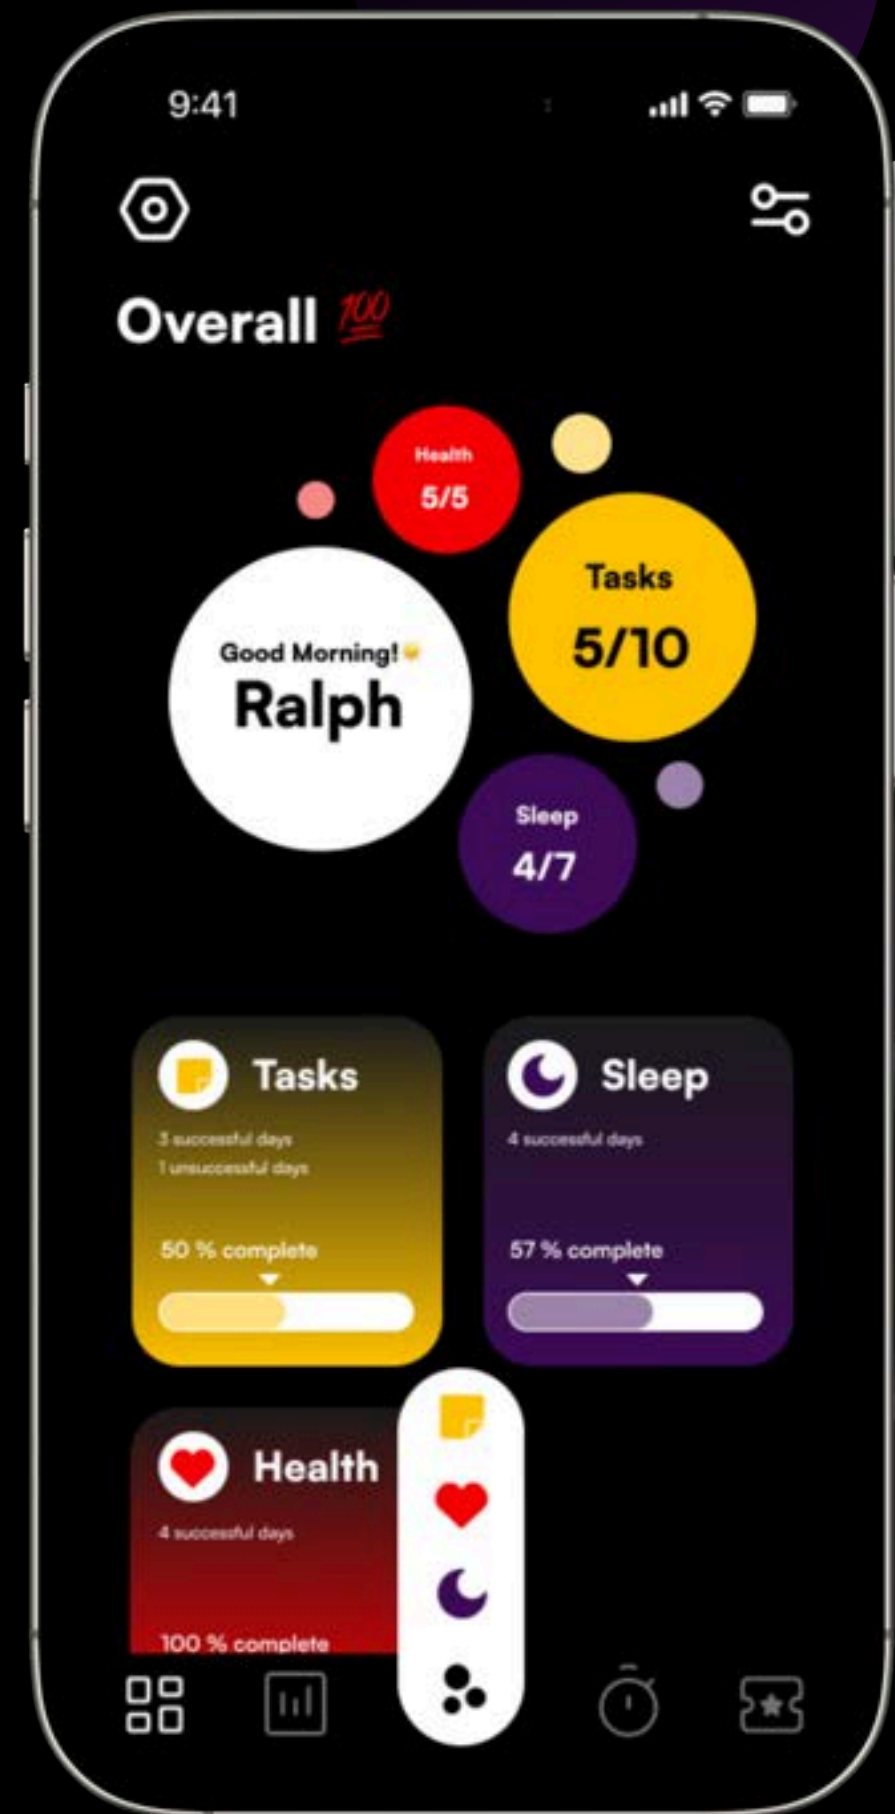 9:41
Overall 💯
Health
5/5
Tasks
5/10
Good Morning!
Ralph
Sleep
4/7
Tasks
3 successful days
1 unsuccessful days
50 % complete
Sleep
4 successful days
57 % complete
Health
4 successful days
100 % complete